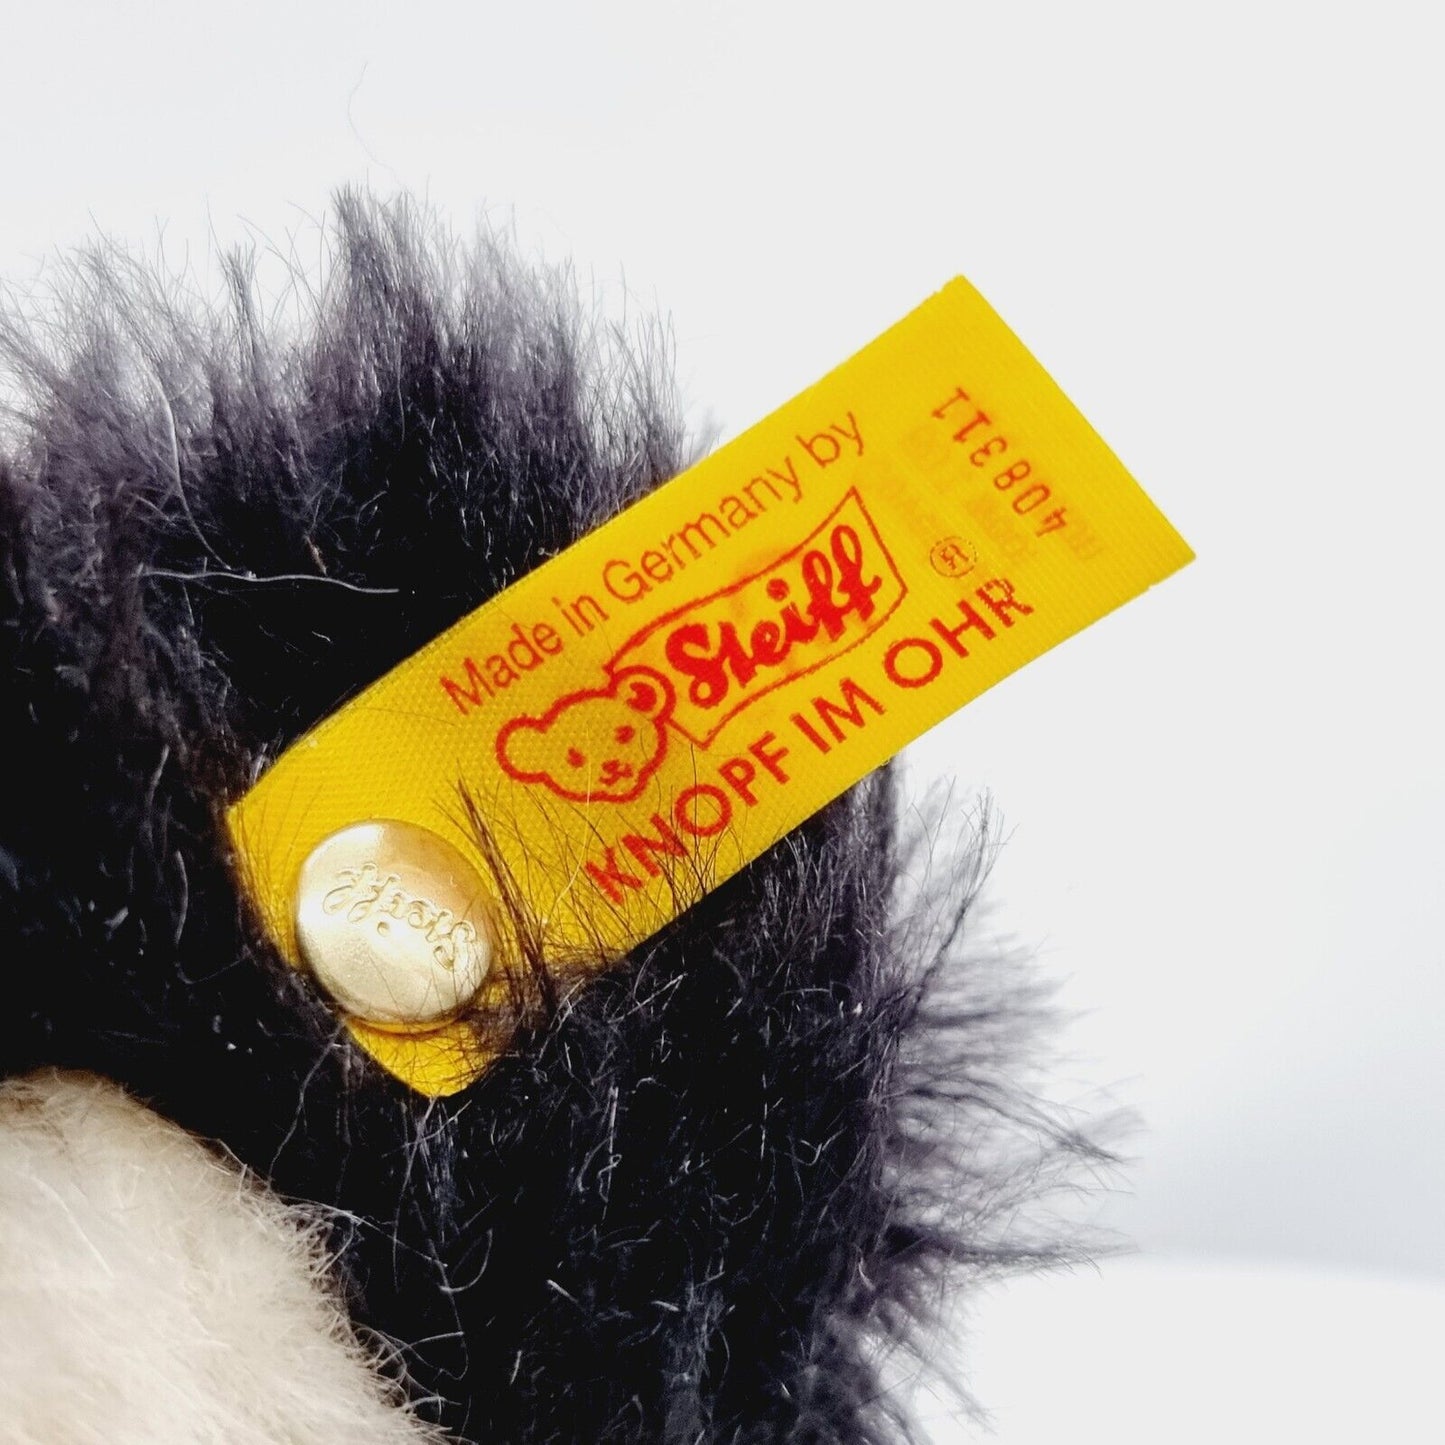 Made in Germany by
Steiff
®
KNOPF IM OHR
408311
Steiff